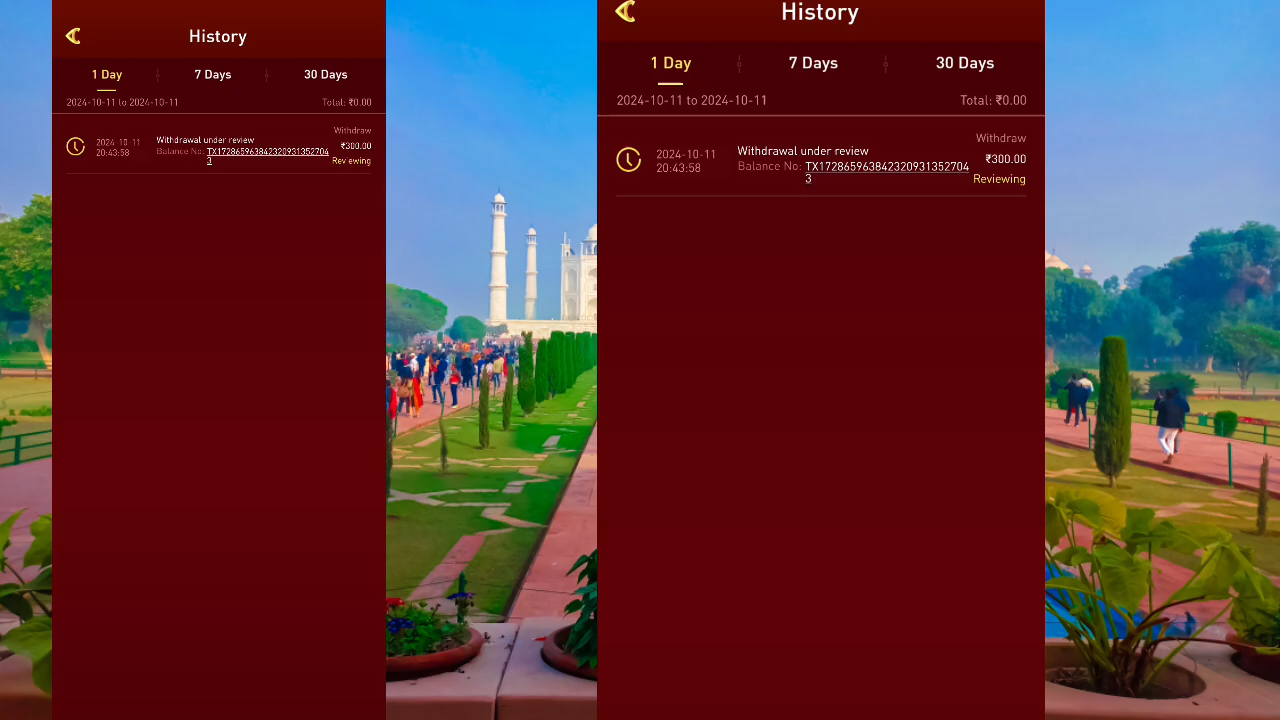 History
1 Day
7 Days
30 Days
2024-10-11 to 2024-10-11
Total: ₹0.00
Withdraw
2024-10-11
20:43:58
Withdrawal under review
Balance No: TX172865963842320931352704
3
₹300.00
Reviewing
History
1 Day
7 Days
30 Days
2024-10-11 to 2024-10-11
Total: ₹0.00
Withdraw
2024-10-11
20:43:58
Withdrawal under review
Balance No: TX172865963842320931352704
3
₹300.00
Reviewing